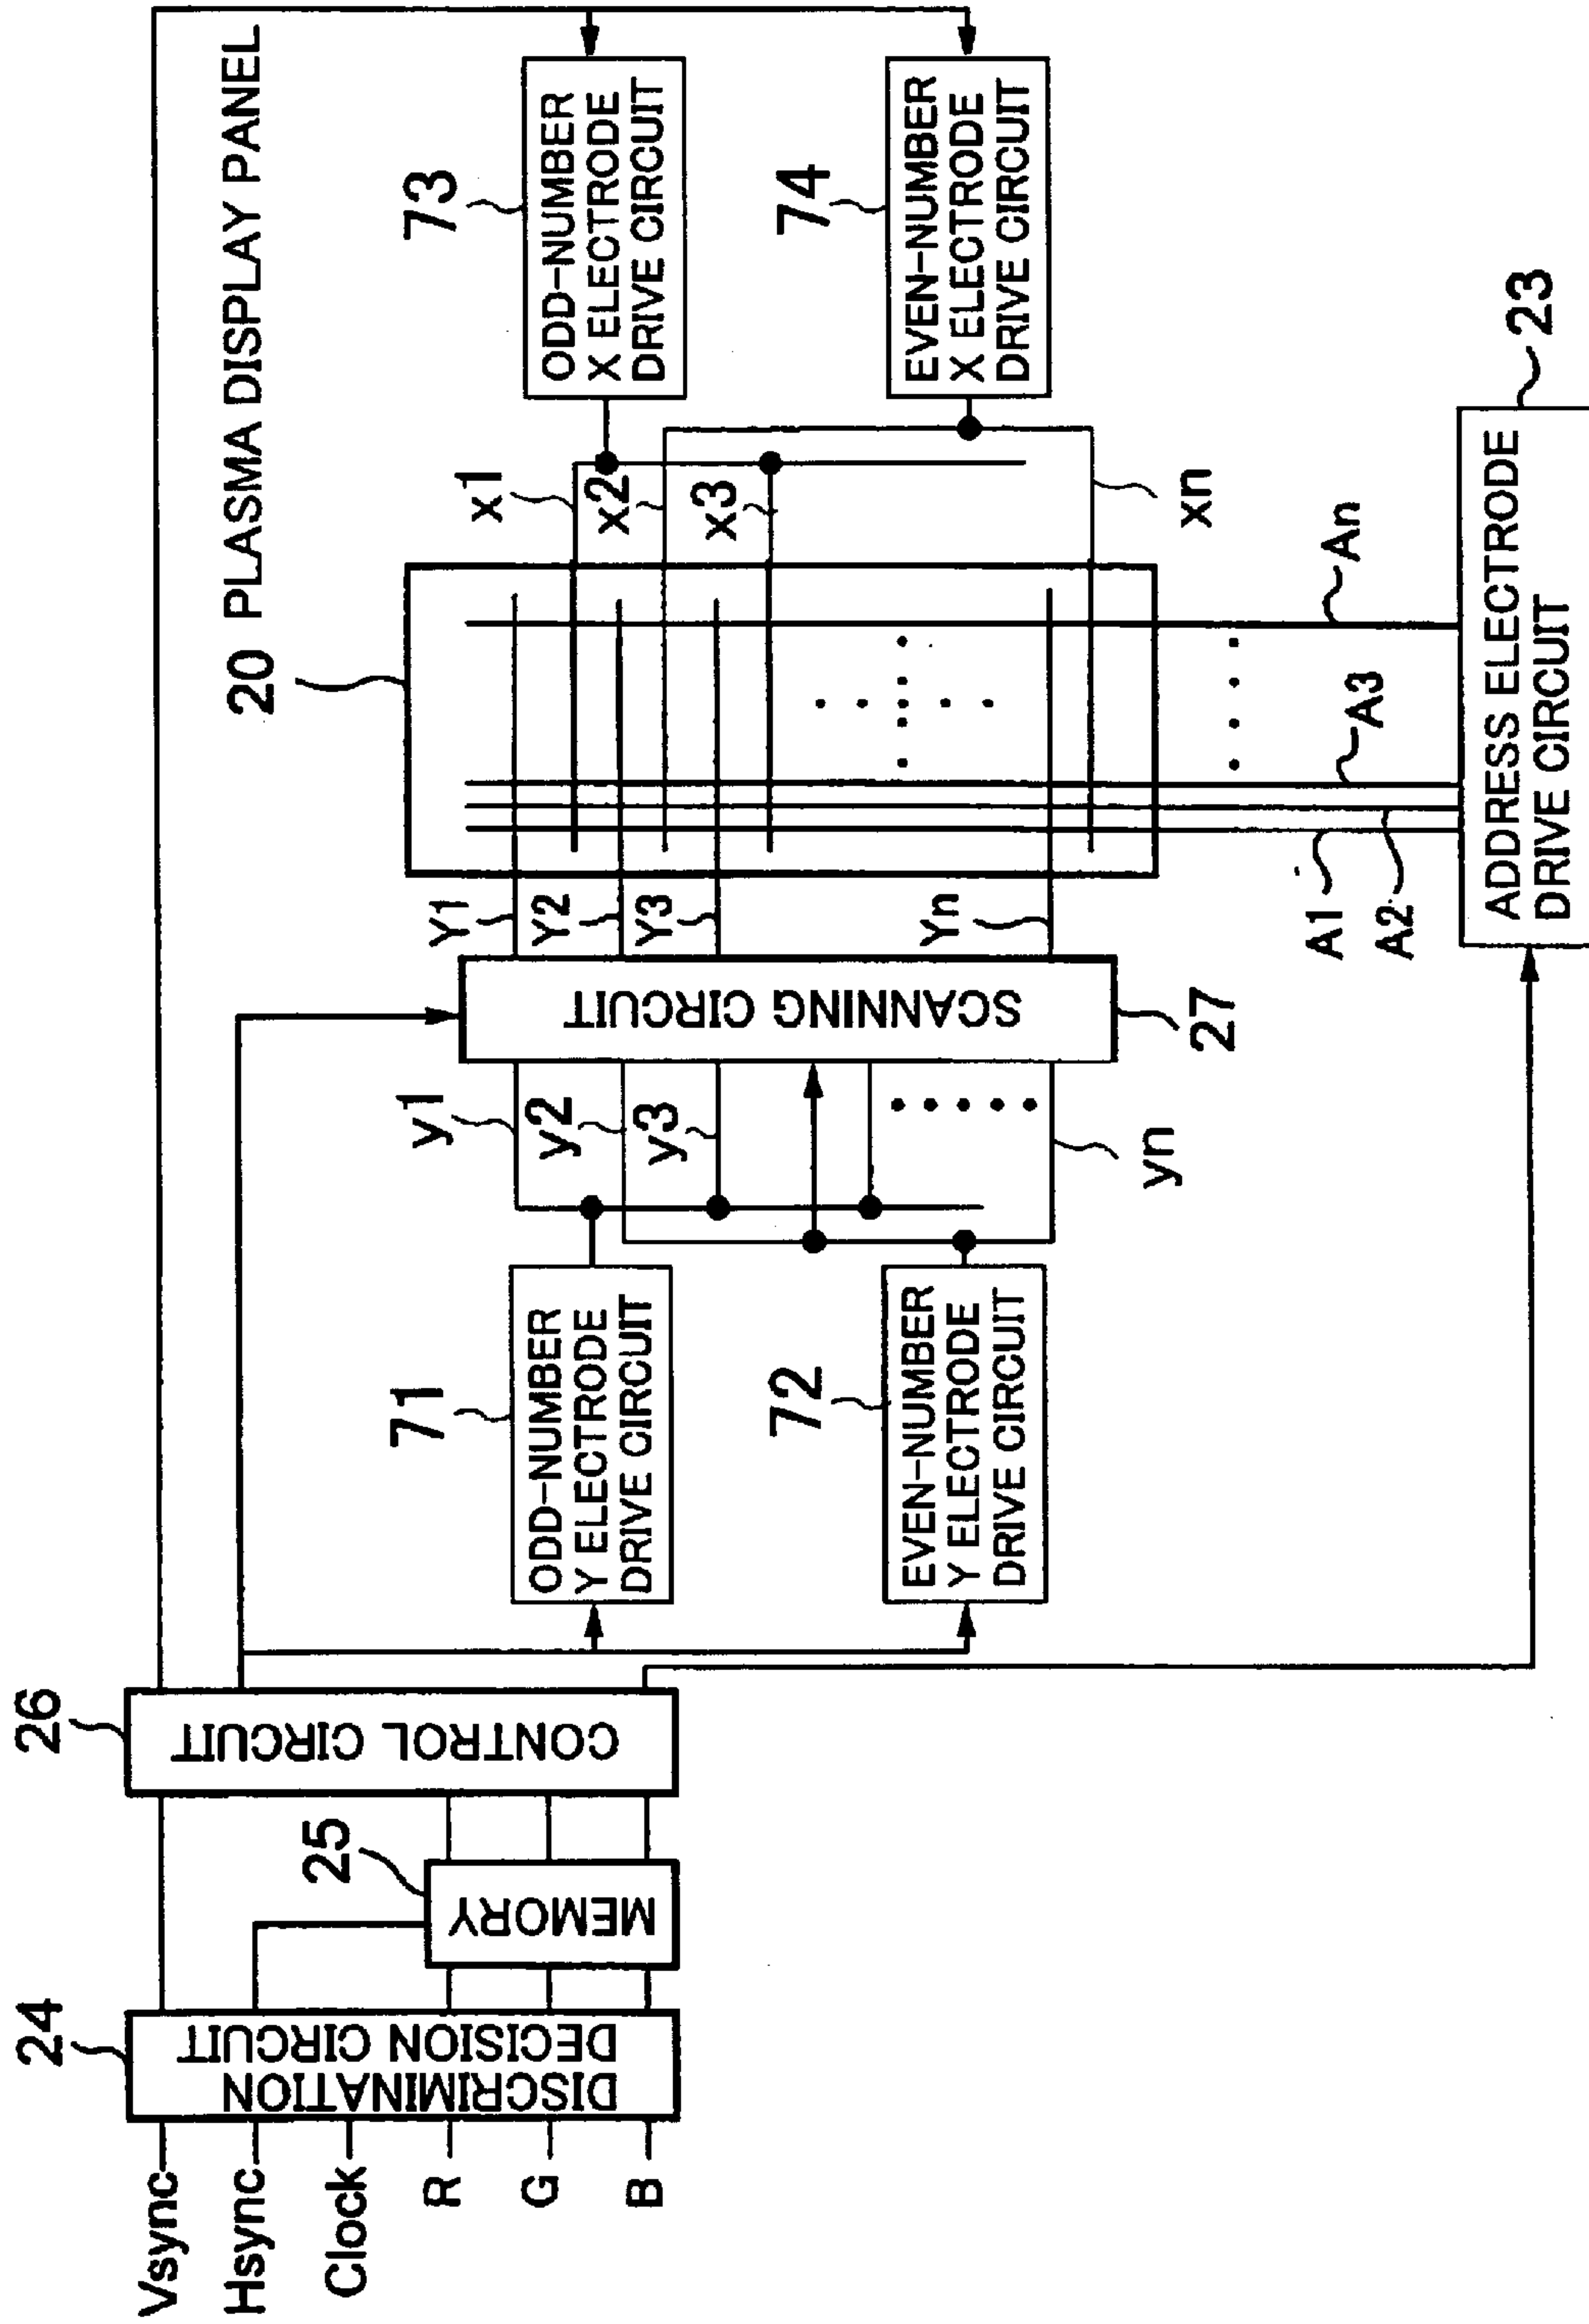 Vsync
Hsync
Clock
R
G
B
24
DISCRIMINATION
DECISION CIRCUIT
25
MEMORY
26
CONTROL CIRCUIT
71
ODD-NUMBER
Y ELECTRODE
DRIVE CIRCUIT
72
EVEN-NUMBER
Y ELECTRODE
DRIVE CIRCUIT
y1
y2
y3
yn
SCANNING CIRCUIT
27
Y1
Y2
Y3
Yn
20 PLASMA DISPLAY PANEL
x1
x2
x3
xn
73
ODD-NUMBER
X ELECTRODE
DRIVE CIRCUIT
74
EVEN-NUMBER
X ELECTRODE
DRIVE CIRCUIT
A1
A2
A3
An
ADDRESS ELECTRODE
DRIVE CIRCUIT
23